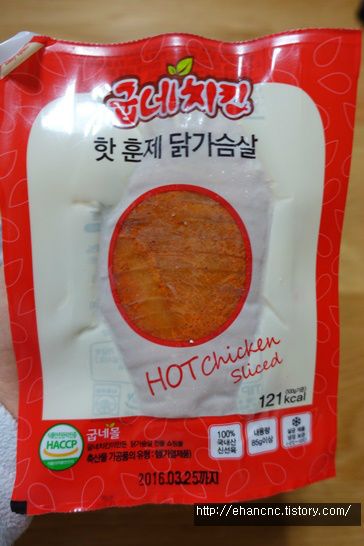 굽네치킨
핫 훈제 닭가슴살
HOT Chicken
Sliced
121 kcal
HACCP
굽네몰
100%
국내산
신선육
내용량
85g이상
2016.03.25까지
http://ehancnc.tistory.com/